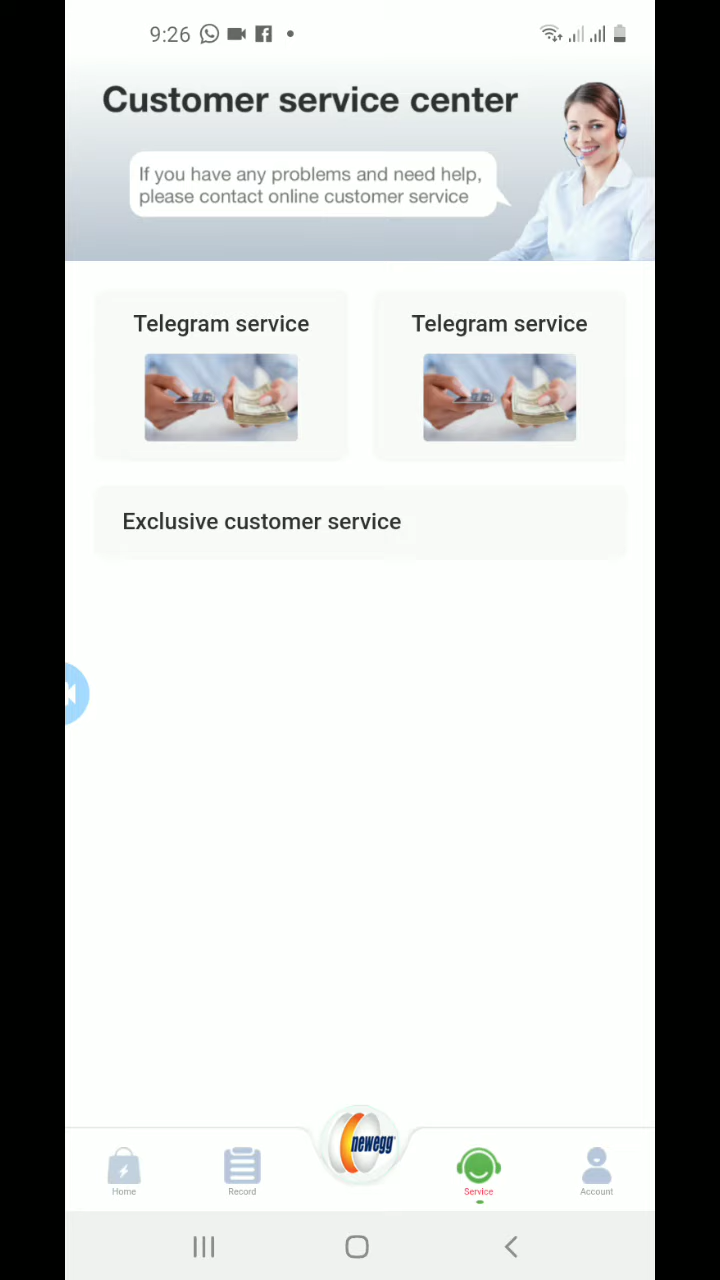 9:26
Customer service center
If you have any problems and need help,
please contact online customer service
Telegram service
Telegram service
Exclusive customer service
newegg
Home
Record
Service
Account